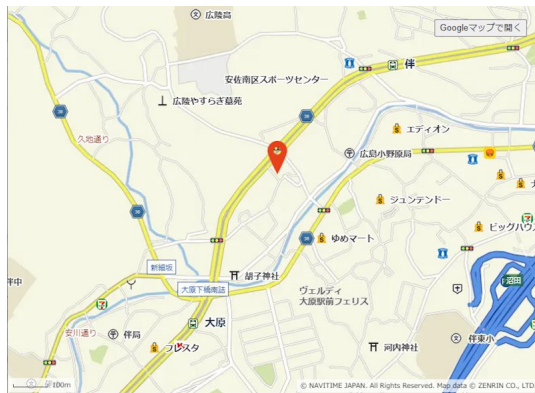 広陵高
Googleマップで開く
伴
安佐南区スポーツセンター
広陵やすらぎ墓苑
38
エディオン
久地通り
広島小野原局
ジュンテンドー
ビッグハウス
ゆめマート
新細坂
胡子神社
沼田
伴中
大原下橋南詰
ヴェルディ
大原駅前フェリス
大原
安川通り
伴局
フレスタ
河内神社
伴東小
100m
© NAVITIME JAPAN. All Rights Reserved. Map data © ZENRIN CO., LTD